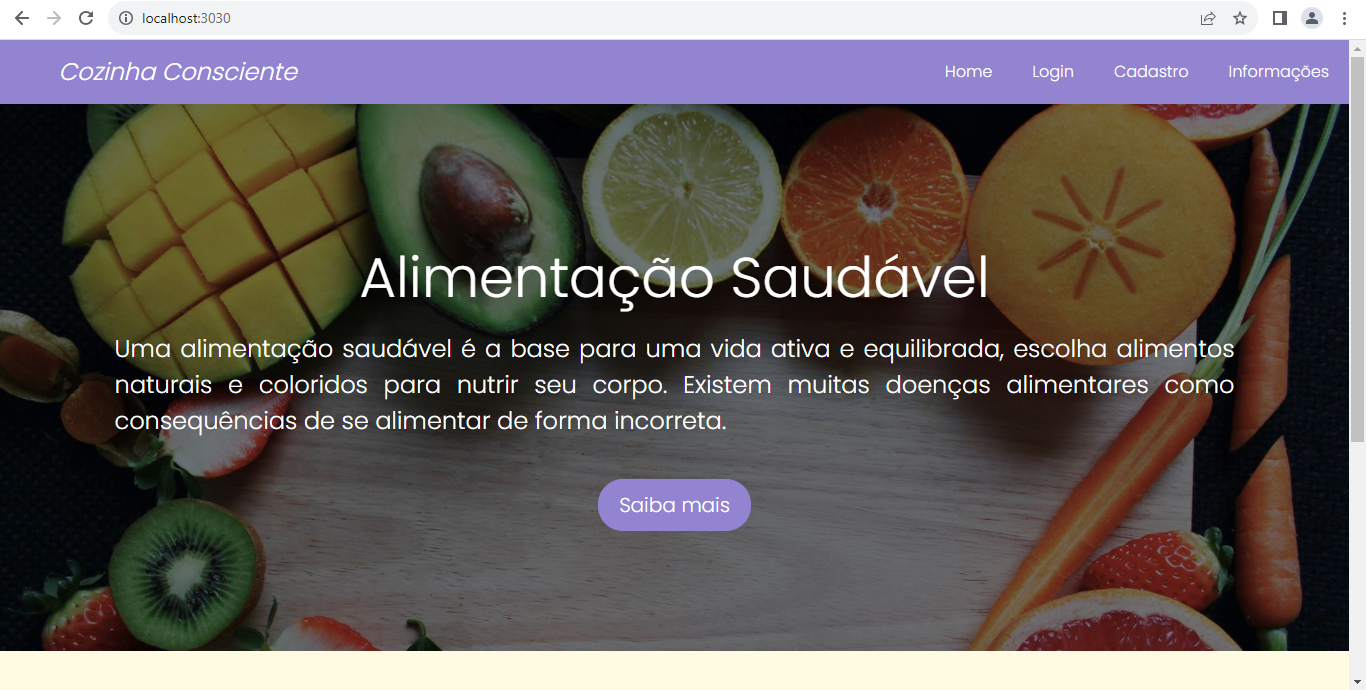 localhost:3030
Cozinha Consciente
Home Login Cadastro Informações
Alimentação Saudável
Uma alimentação saudável é a base para uma vida ativa e equilibrada, escolha alimentos
naturais e coloridos para nutrir seu corpo. Existem muitas doenças alimentares como
consequências de se alimentar de forma incorreta.
Saiba mais